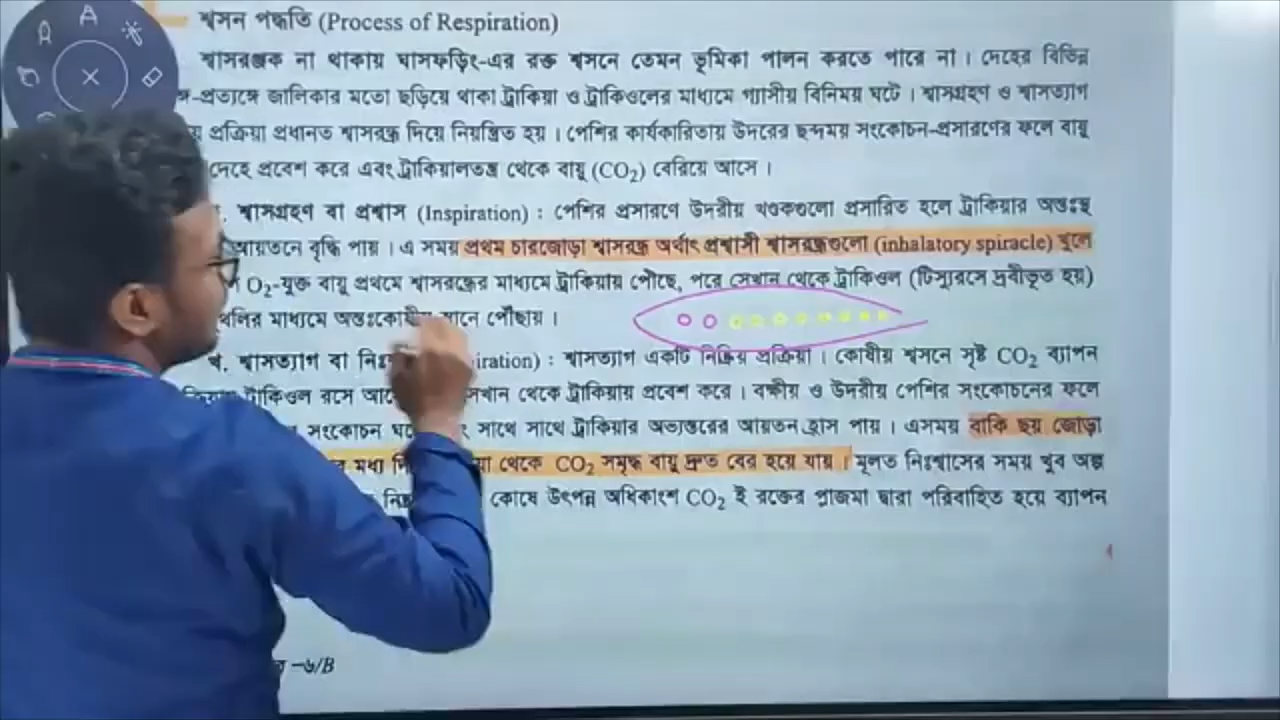 শ্বসন পদ্ধতি (Process of Respiration)
শ্বাসরঞ্জক না থাকায় ঘাসফড়িং-এর রক্ত শ্বসনে তেমন ভূমিকা পালন করতে পারে না। দেহের বিভিন্ন
-প্রত্যঙ্গে জালিকার মতো ছড়িয়ে থাকা ট্রাকিয়া ও ট্রাকিওলের মাধ্যমে গ্যাসীয় বিনিময় ঘটে। শ্বাসগ্রহণ ও শ্বাসত্যাগ
প্রক্রিয়া প্রধানত শ্বাসরন্ধ্র দিয়ে নিয়ন্ত্রিত হয়। পেশির কার্যকারিতায় উদরের ছন্দময় সংকোচন-প্রসারণের ফলে বায়ু
দেহে প্রবেশ করে এবং ট্রাকিয়ালতন্ত্র থেকে বায়ু (CO₂) বেরিয়ে আসে।
শ্বাসগ্রহণ বা প্রশ্বাস (Inspiration) : পেশির প্রসারণে উদরীয় খণ্ডকগুলো প্রসারিত হলে ট্রাকিয়ার অন্তঃস্থ
আয়তনে বৃদ্ধি পায়। এ সময় প্রথম চারজোড়া শ্বাসরন্ধ্র অর্থাৎ প্রশ্বাসী শ্বাসরন্ধ্রগুলো (inhalatory spiracle) খুলে
O₂-যুক্ত বায়ু প্রথমে শ্বাসরন্ধ্রের মাধ্যমে ট্রাকিয়ায় পৌঁছে, পরে সেখান থেকে ট্রাকিওল (টিস্যুরসে দ্রবীভূত হয়)
মাধ্যমে অন্তঃকোষীয় স্থানে পৌঁছায়।
খ. শ্বাসত্যাগ বা : শ্বাসত্যাগ একটি নিষ্ক্রিয় প্রক্রিয়া। কোষীয় শ্বসনে সৃষ্ট CO₂ ব্যাপন
ট্রাকিওল রসে থেকে ট্রাকিয়ায় প্রবেশ করে। বক্ষীয় ও উদরীয় পেশির সংকোচনের ফলে
সংকোচন সাথে সাথে ট্রাকিয়ার অভ্যন্তরের আয়তন হ্রাস পায়। এসময় বাকি ছয় জোড়া
মধ্য থেকে CO₂ সমৃদ্ধ বায়ু দ্রুত বের হয়ে যায়। মূলত নিঃশ্বাসের সময় খুব অল্প
কোষে উৎপন্ন অধিকাংশ CO₂ ই রক্তের প্লাজমা দ্বারা পরিবাহিত হয়ে ব্যাপন
-৬/B